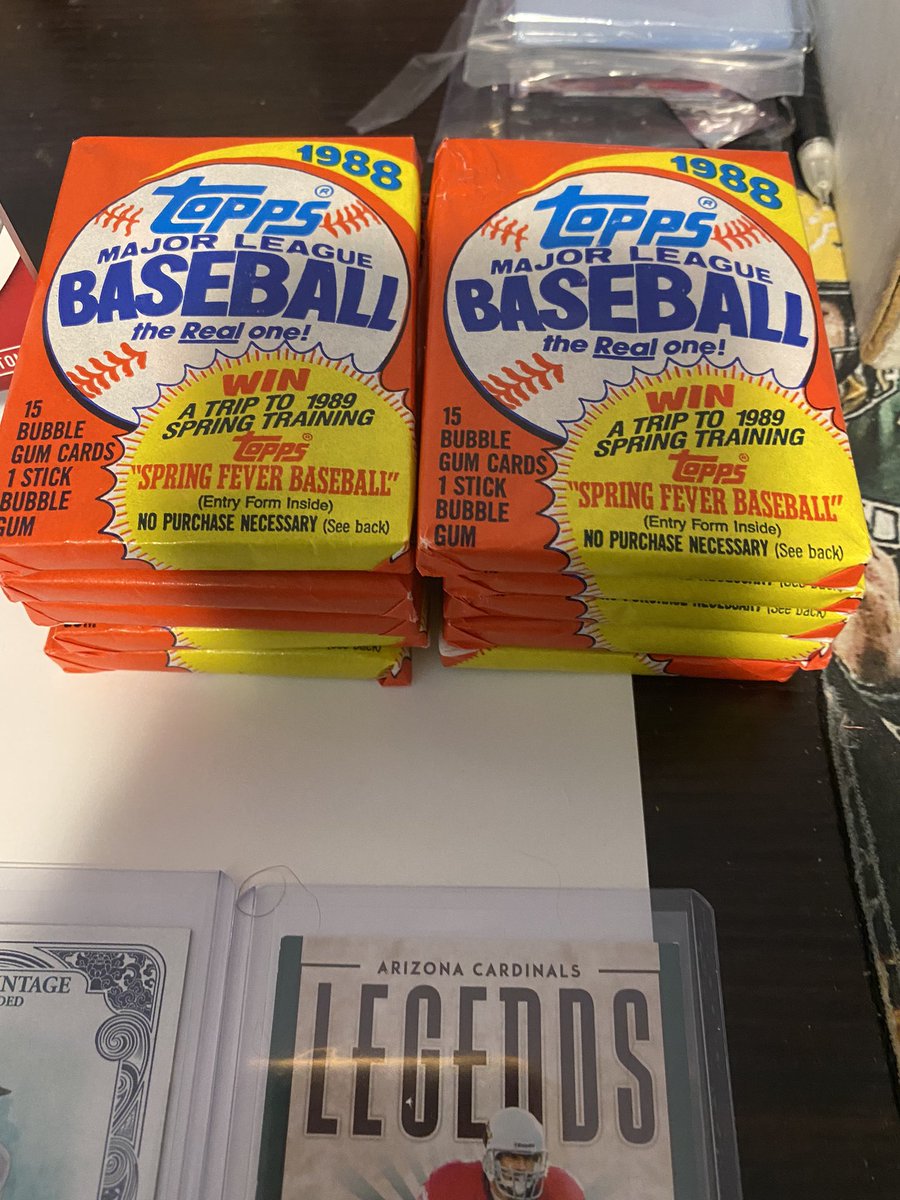 1988
Topps®
MAJOR LEAGUE
BASEBALL
the Real one!
WIN
A TRIP TO 1989
SPRING TRAINING
Topps®
"SPRING FEVER BASEBALL"
(Entry Form Inside)
NO PURCHASE NECESSARY (See back)
15
BUBBLE
GUM CARDS
1 STICK
BUBBLE
GUM
1988
Topps®
MAJOR LEAGUE
BASEBALL
the Real one!
WIN
A TRIP TO 1989
SPRING TRAINING
Topps®
"SPRING FEVER BASEBALL"
(Entry Form Inside)
NO PURCHASE NECESSARY (See back)
15
BUBBLE
GUM CARDS
1 STICK
BUBBLE
GUM
ARIZONA CARDINALS
LEGENDS